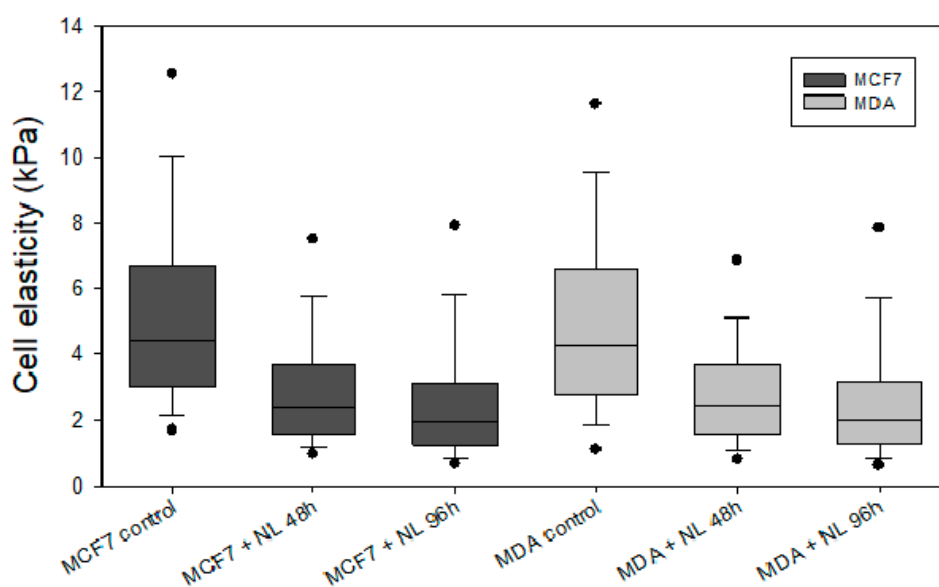 Cell elasticity (kPa)
14
12
10
8
6
4
2
0
MCF7
MDA
MCF7 control
MCF7 + NL 48h
MCF7 + NL 96h
MDA control
MDA + NL 48h
MDA + NL 96h